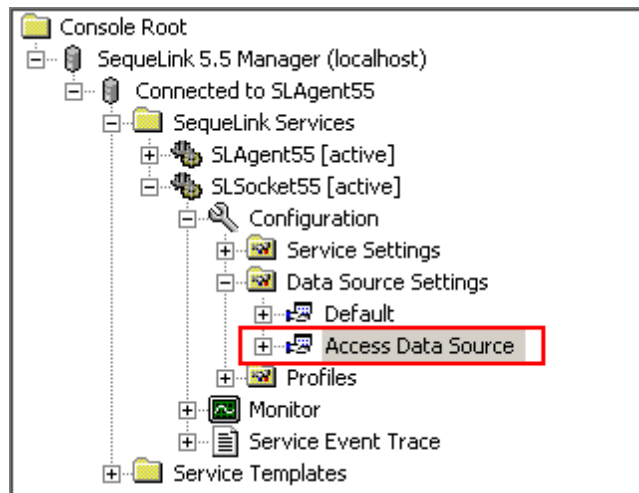 Console Root
SequeLink 5.5 Manager (localhost)
Connected to SLAgent55
SequeLink Services
SLAgent55 [active]
SLSocket55 [active]
Configuration
Service Settings
Data Source Settings
Default
Access Data Source
Profiles
Monitor
Service Event Trace
Service Templates